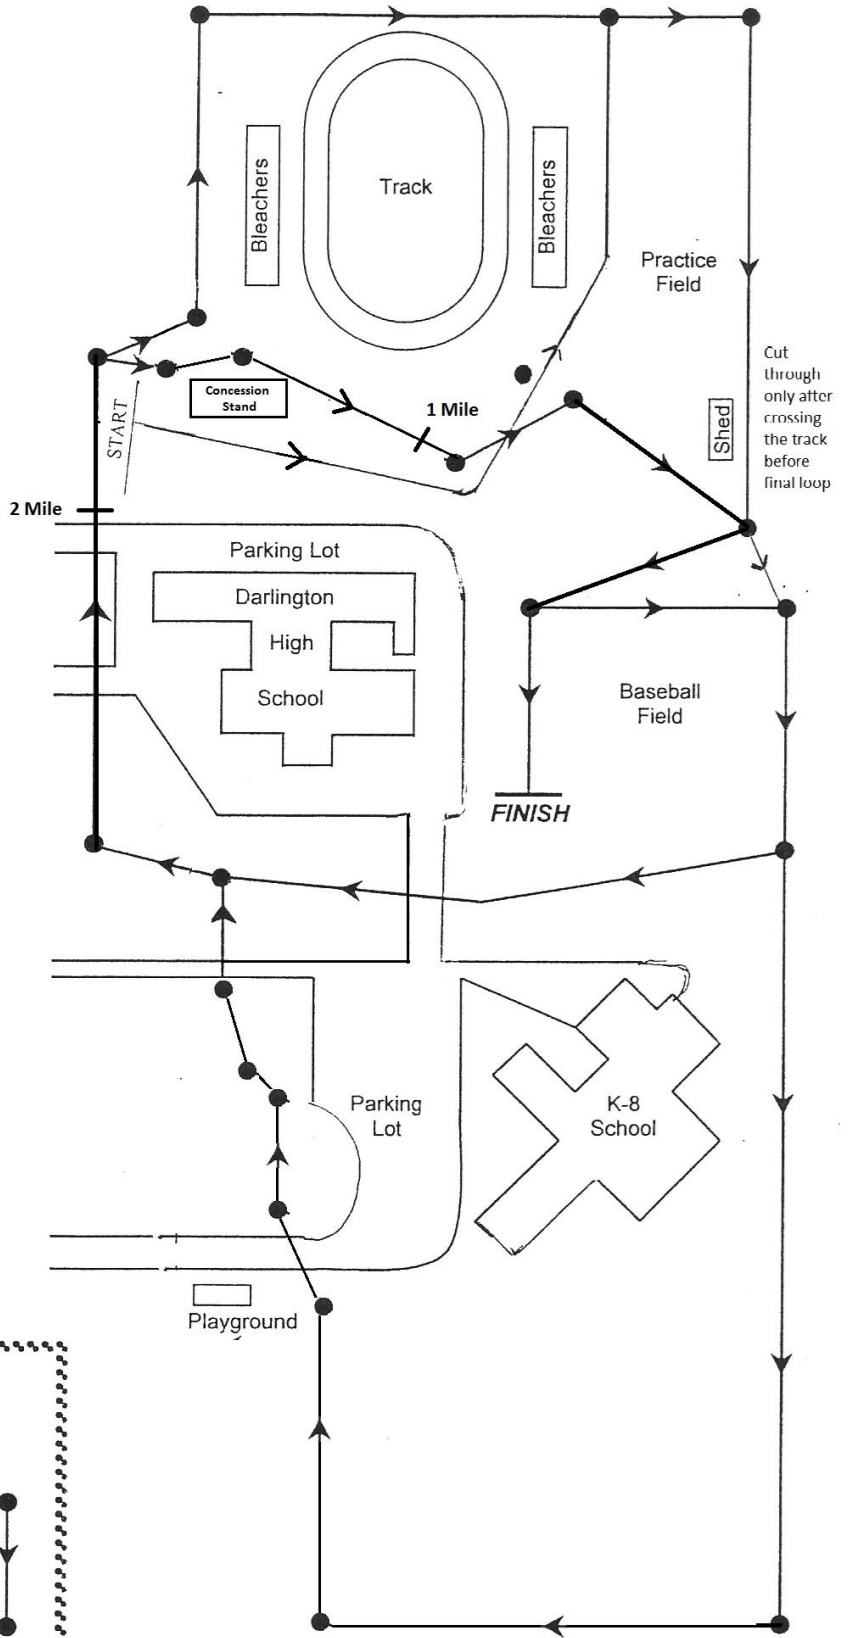 Track
Bleachers
Bleachers
Practice
Field
Cut
through
only after
crossing
the track
before
final loop
Concession
Stand
START
1 Mile
Shed
2 Mile
Parking Lot
Darlington
High
School
Baseball
Field
FINISH
Parking
Lot
K-8
School
Playground